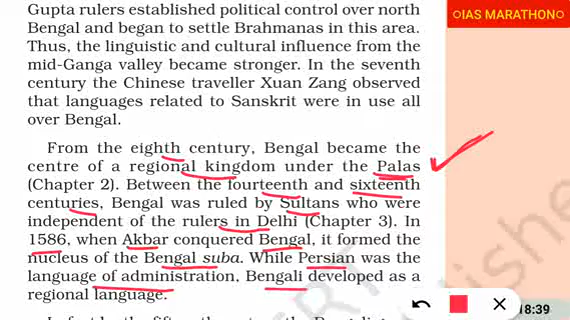 Gupta rulers established political control over north
○IAS MARATHON○
Bengal and began to settle Brahmanas in this area.
Thus, the linguistic and cultural influence from the
mid-Ganga valley became stronger. In the seventh
century the Chinese traveller Xuan Zang observed
that languages related to Sanskrit were in use all
over Bengal.
From the eighth century, Bengal became the
centre of a regional kingdom under the Palas
(Chapter 2). Between the fourteenth and sixteenth
centuries, Bengal was ruled by Sultans who were
independent of the rulers in Delhi (Chapter 3). In
1586, when Akbar conquered Bengal, it formed the
nucleus of the Bengal suba. While Persian was the
language of administration, Bengali developed as a
regional language.
18:39